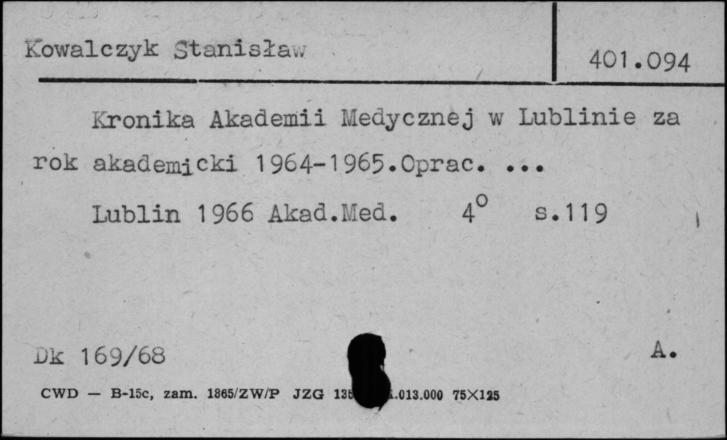 Kowalczyk Stanisław
401.094
Kronika Akademii Medycznej w Lublinie za
rok akademicki 1964-1965.Oprac. ...
Lublin 1966 Akad.Med. 4° s.119
Dk 169/68
A.
CWD — B-15c, zam. 1865/ZW/P JZG .013.000 75X125